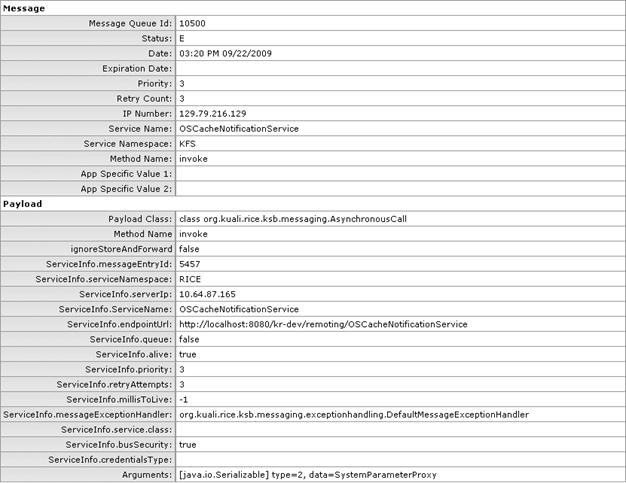 Message
Message Queue Id: 10500
Status: E
Date: 03:20 PM 09/22/2009
Expiration Date:
Priority: 3
Retry Count: 3
IP Number: 129.79.216.129
Service Name: OSCacheNotificationService
Service Namespace: KFS
Method Name: invoke
App Specific Value 1:
App Specific Value 2:
Payload
Payload Class: class org.kuali.rice.ksb.messaging.AsynchronousCall
Method Name invoke
ignoreStoreAndForward false
ServiceInfo.messageEntryId: 5457
ServiceInfo.serviceNamespace: RICE
ServiceInfo.serverIp: 10.64.87.165
ServiceInfo.ServiceName: OSCacheNotificationService
ServiceInfo.endpointUrl: http://localhost:8080/kr-dev/remoting/OSCacheNotificationService
ServiceInfo.queue: false
ServiceInfo.alive: true
ServiceInfo.priority: 3
ServiceInfo.retryAttempts: 3
ServiceInfo.millisToLive: -1
ServiceInfo.messageExceptionHandler: org.kuali.rice.ksb.messaging.exceptionhandling.DefaultMessageExceptionHandler
ServiceInfo.service.class:
ServiceInfo.busSecurity: true
ServiceInfo.credentialsType:
Arguments: [java.io.Serializable] type=2, data=SystemParameterProxy